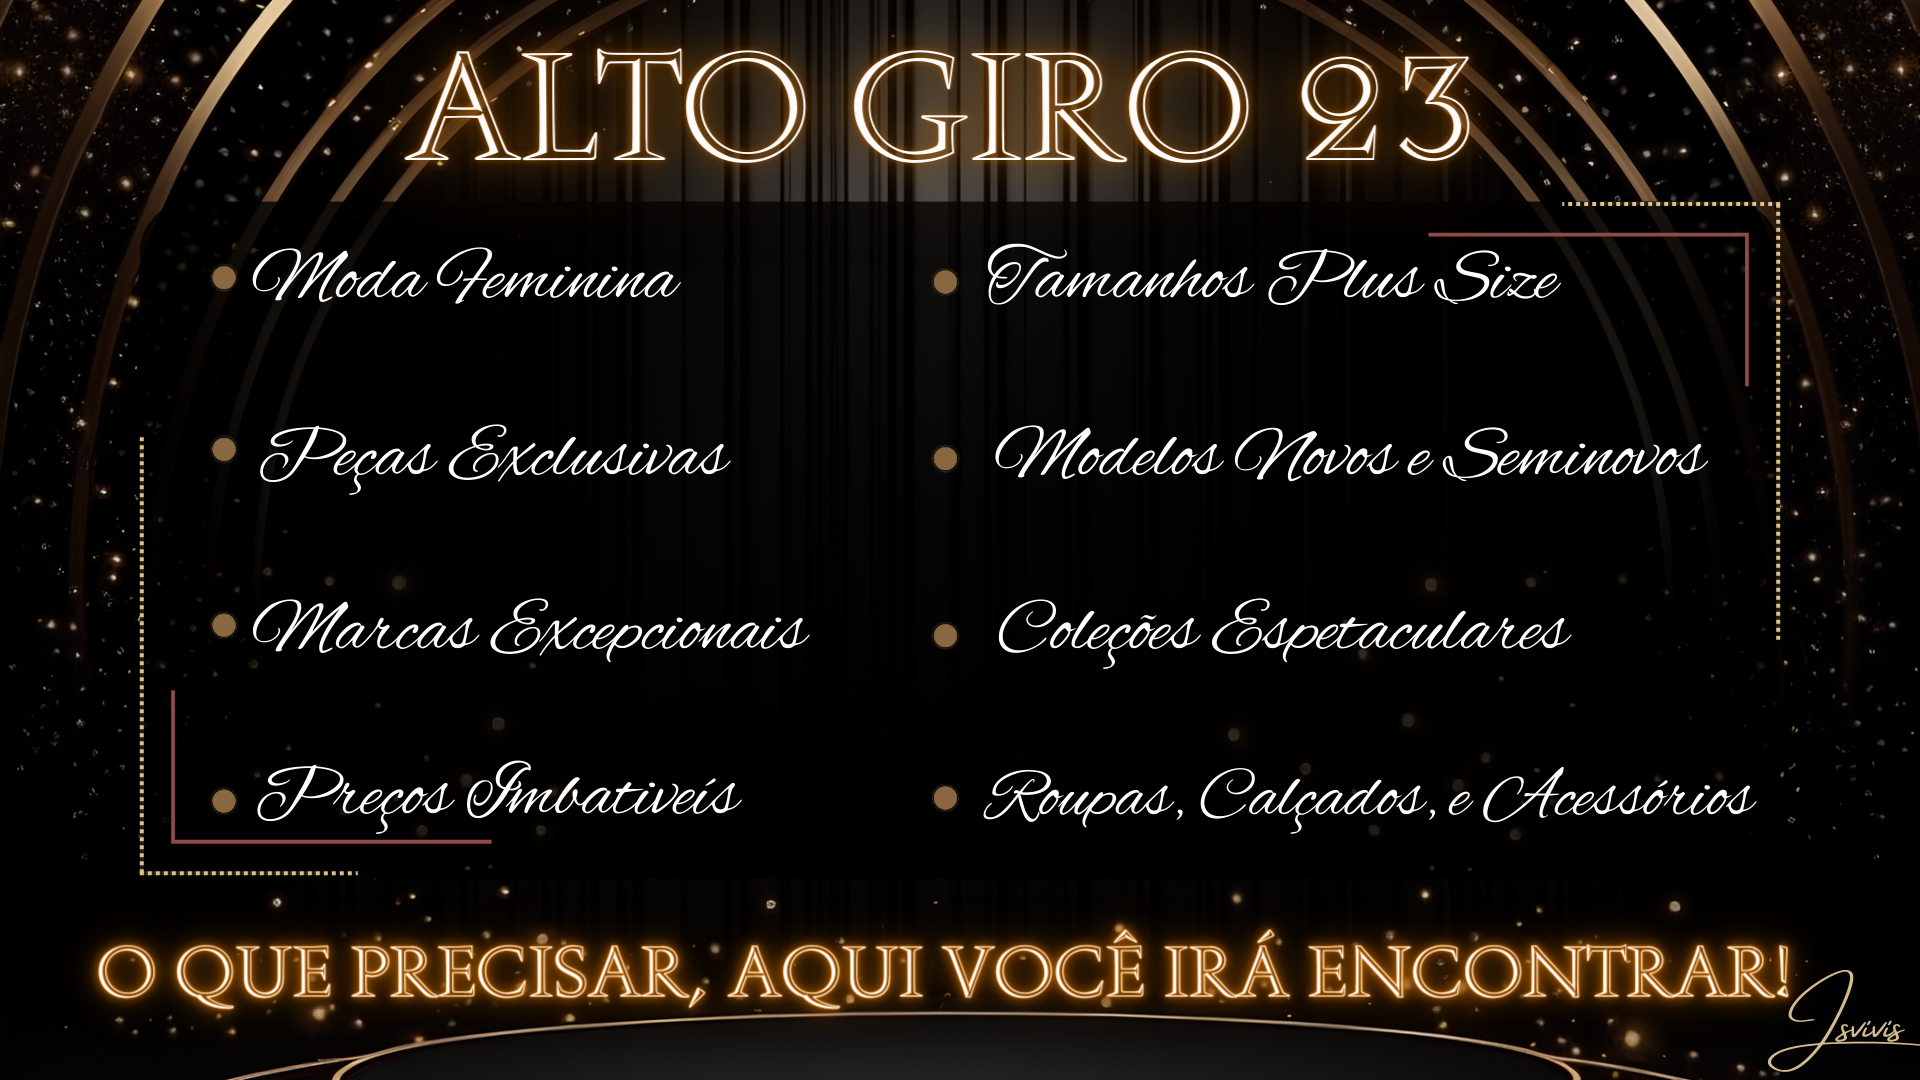 ALTO GIRO 23
Moda Feminina
Peças Exclusivas
Marcas Excepcionais
Preços Imbativeís
Tamanhos Plus Size
Modelos Novos e Seminovos
Coleções Espetaculares
Roupas, Calçados, e Acessórios
O QUE PRECISAR, AQUI VOCÊ IRÁ ENCONTRAR!
Jsvivis